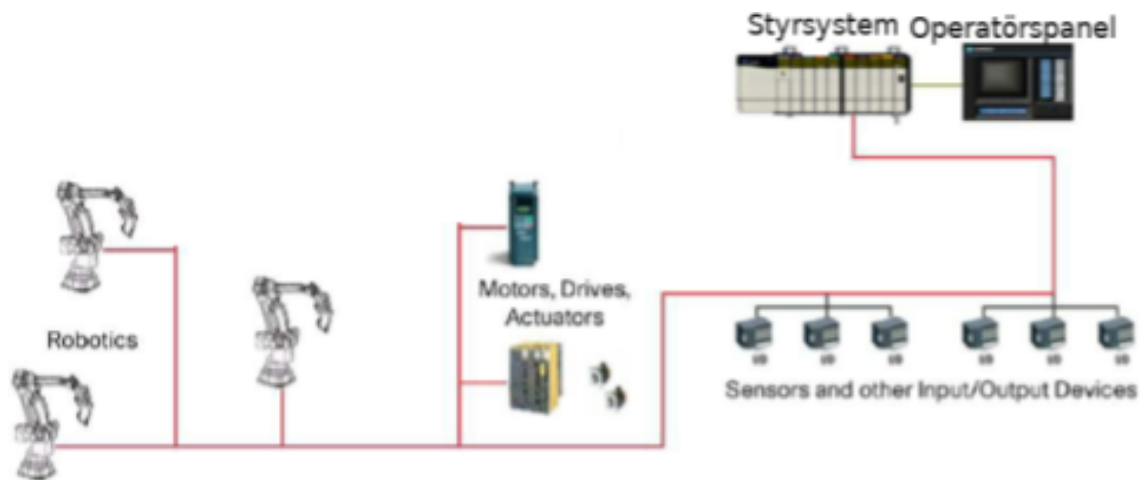 Styrsystem Operatörspanel
Motors, Drives,
Actuators
Robotics
I/O I/O I/O I/O I/O I/O
Sensors and other Input/Output Devices